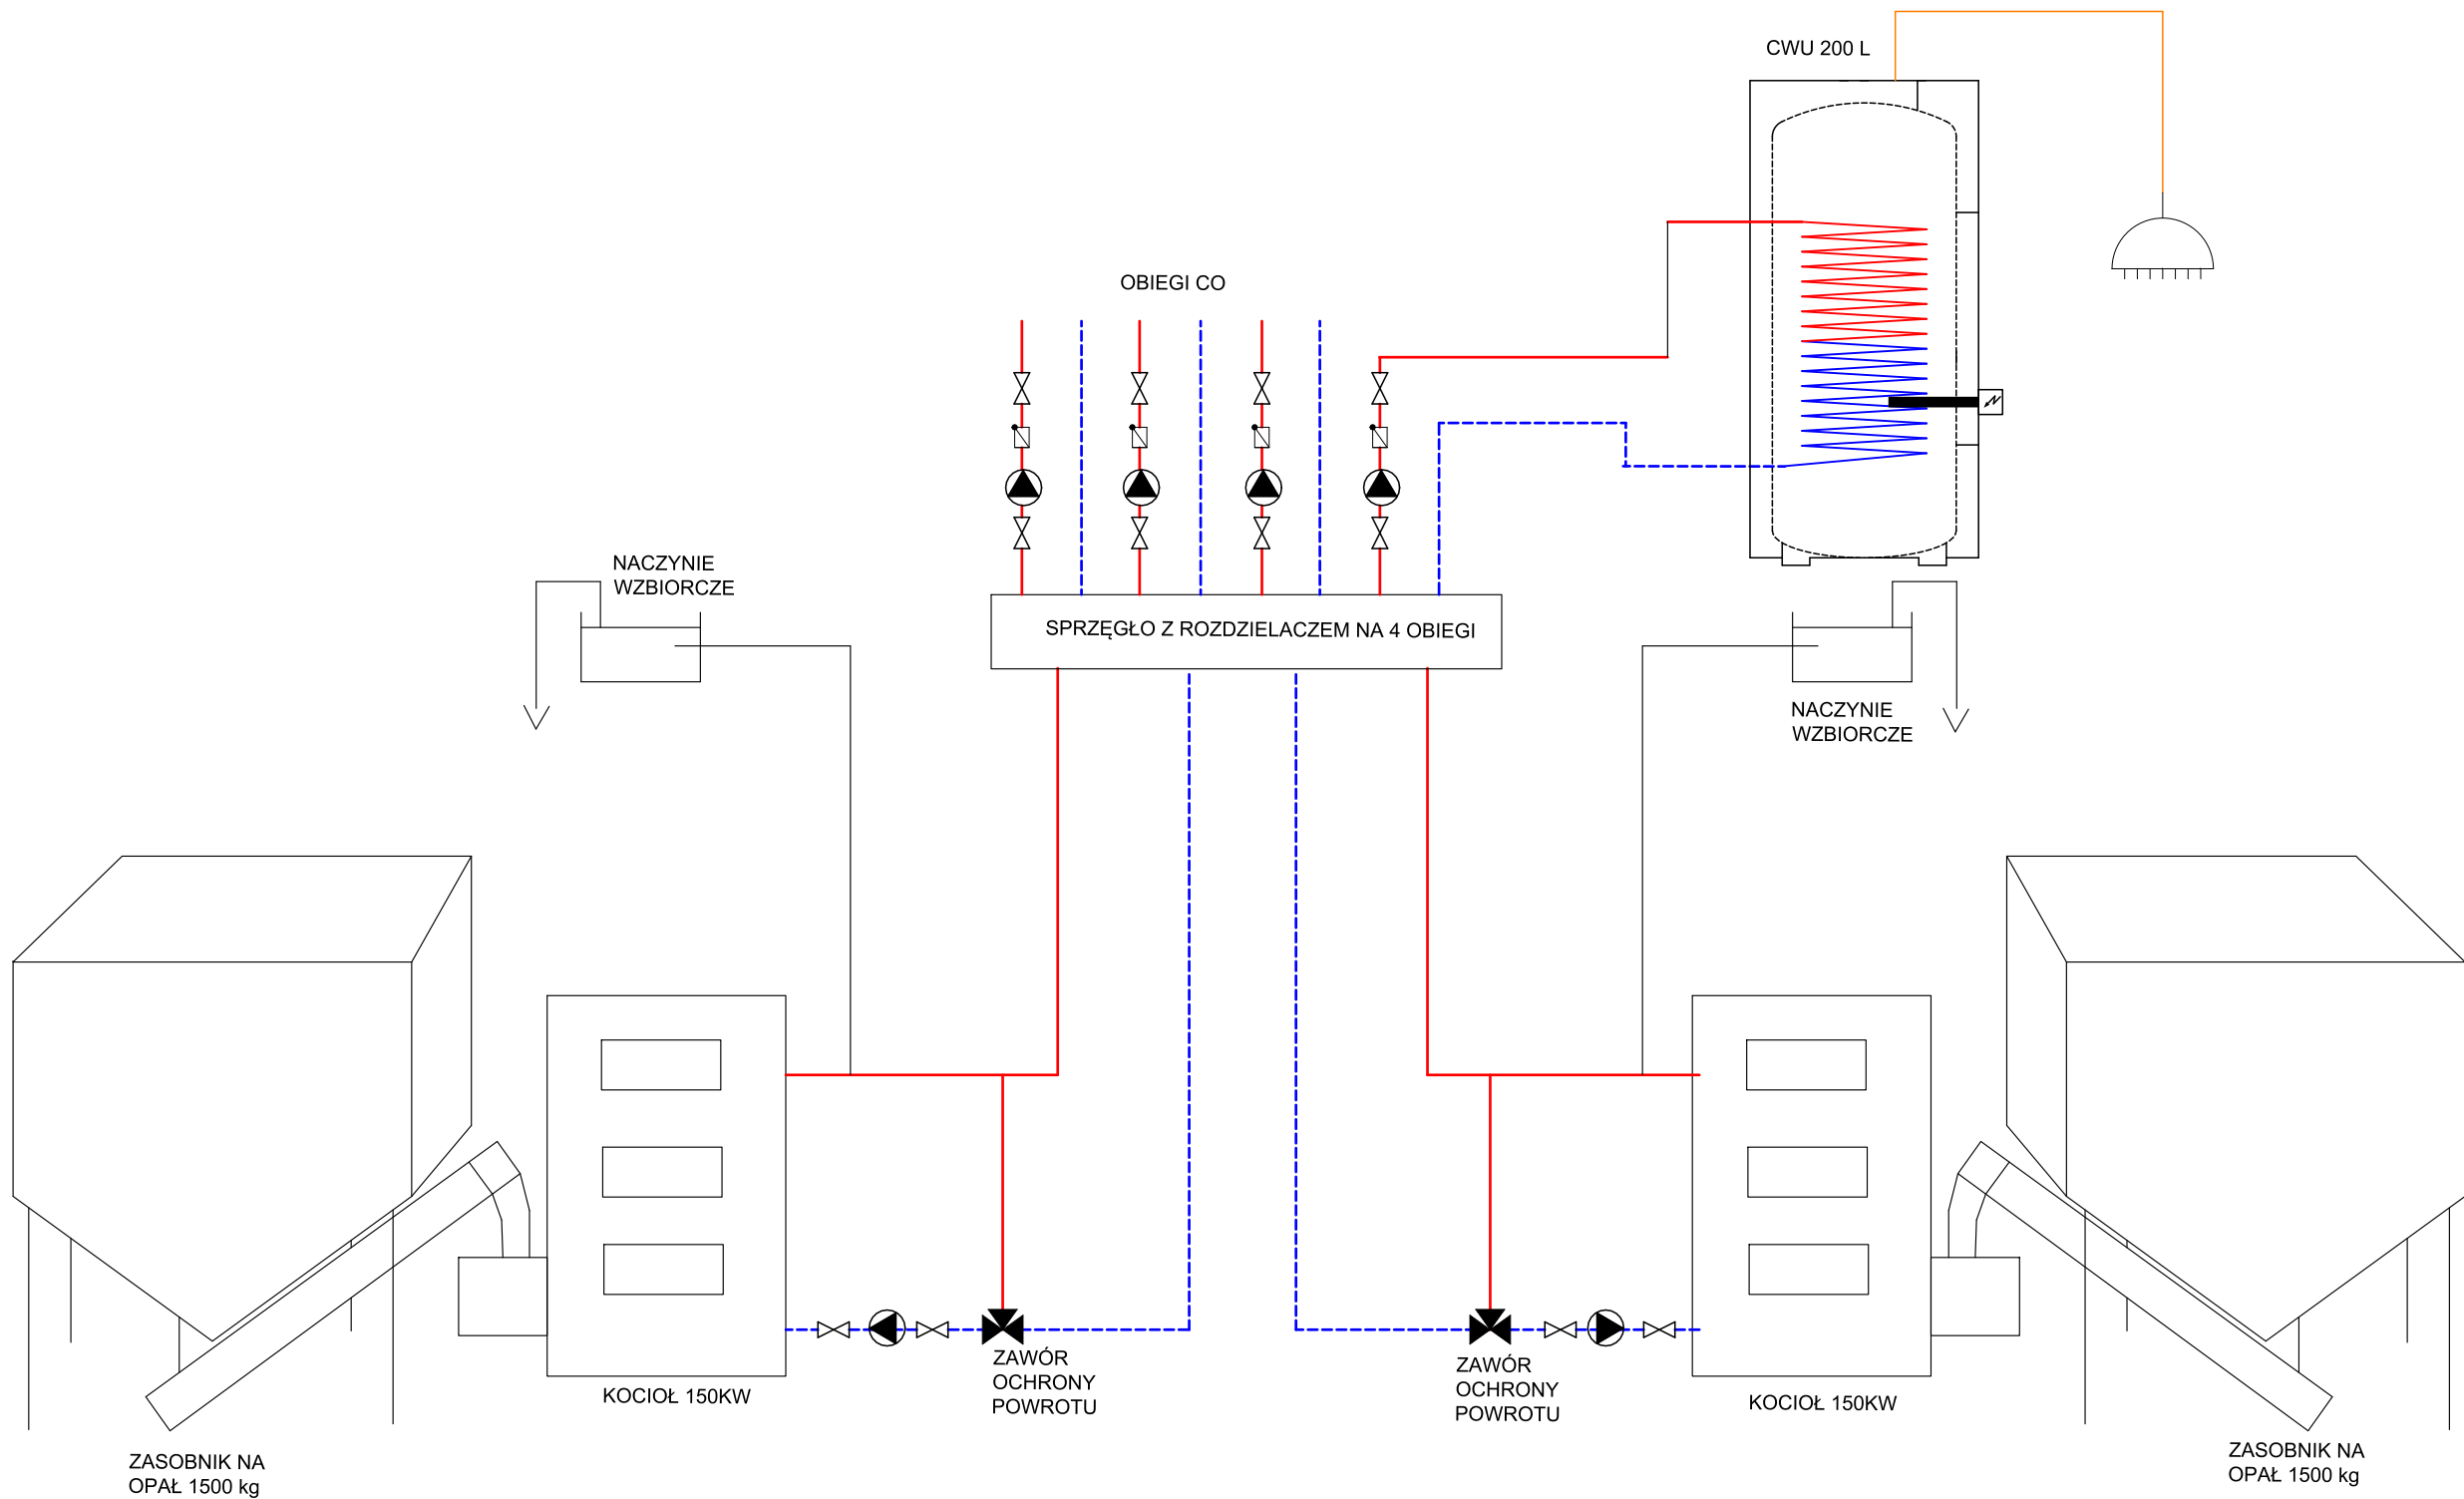 CWU 200 L
OBIEGI CO
NACZYNIE
WZBIORCZE
SPRZĘGŁO Z ROZDZIELACZEM NA 4 OBIEGI
NACZYNIE
WZBIORCZE
ZAWÓR
OCHRONY
POWROTU
ZAWÓR
OCHRONY
POWROTU
KOCIOŁ 150KW
KOCIOŁ 150KW
ZASOBNIK NA
OPAŁ 1500 kg
ZASOBNIK NA
OPAŁ 1500 kg